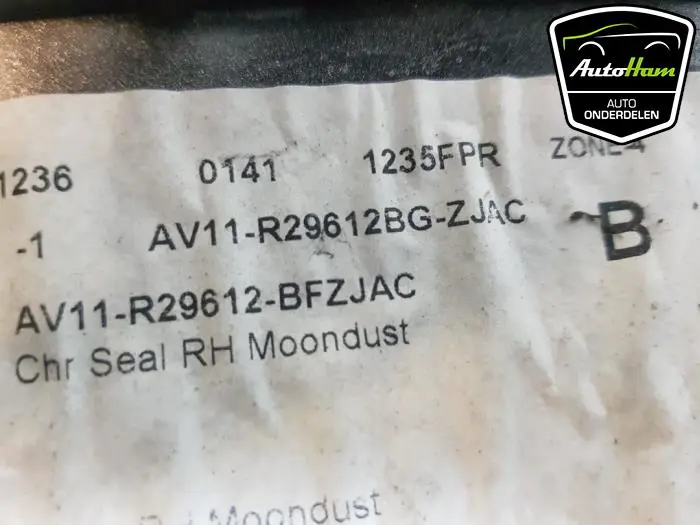 AutoHam
AUTO
ONDERDELEN
1236 0141 1235FPR ZONE-4
-1 AV11-R29612BG-ZJAC B
AV11-R29612-BFZJAC
Chr Seal RH Moondust
Moondust